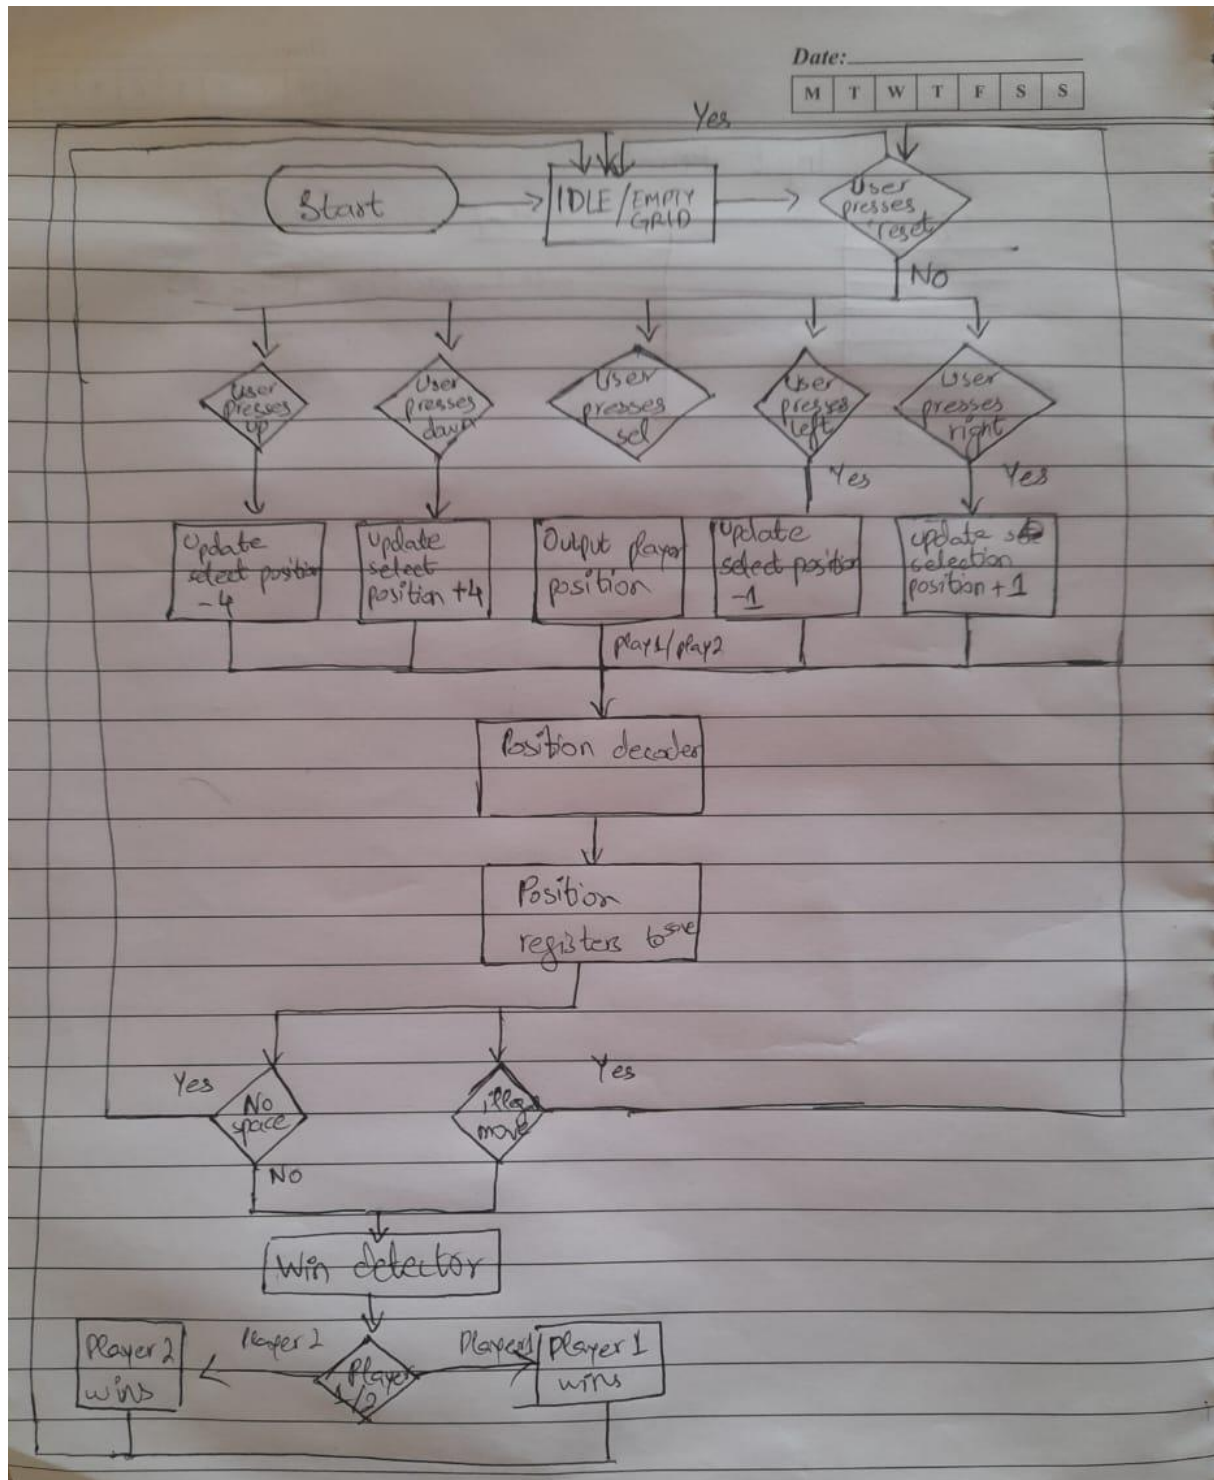 Date:
M T W T F S S
Yes
Start
IDLE/EMPTY
GRID
User
presses
reset
No
User
presses
up
User
presses
down
User
presses
sel
User
presses
left
User
presses
right
Yes
Yes
Update
select position
-4
Update
select
position +4
Output player
position
Update
select position
-1
update
selection
position + 1
play1/play2
Position decoder
Position
registers to save
Yes
No
space
No
illegal
move
Yes
Win detector
Player 2
wins
Player 2
Player
1/2
Player1
player 1
wins